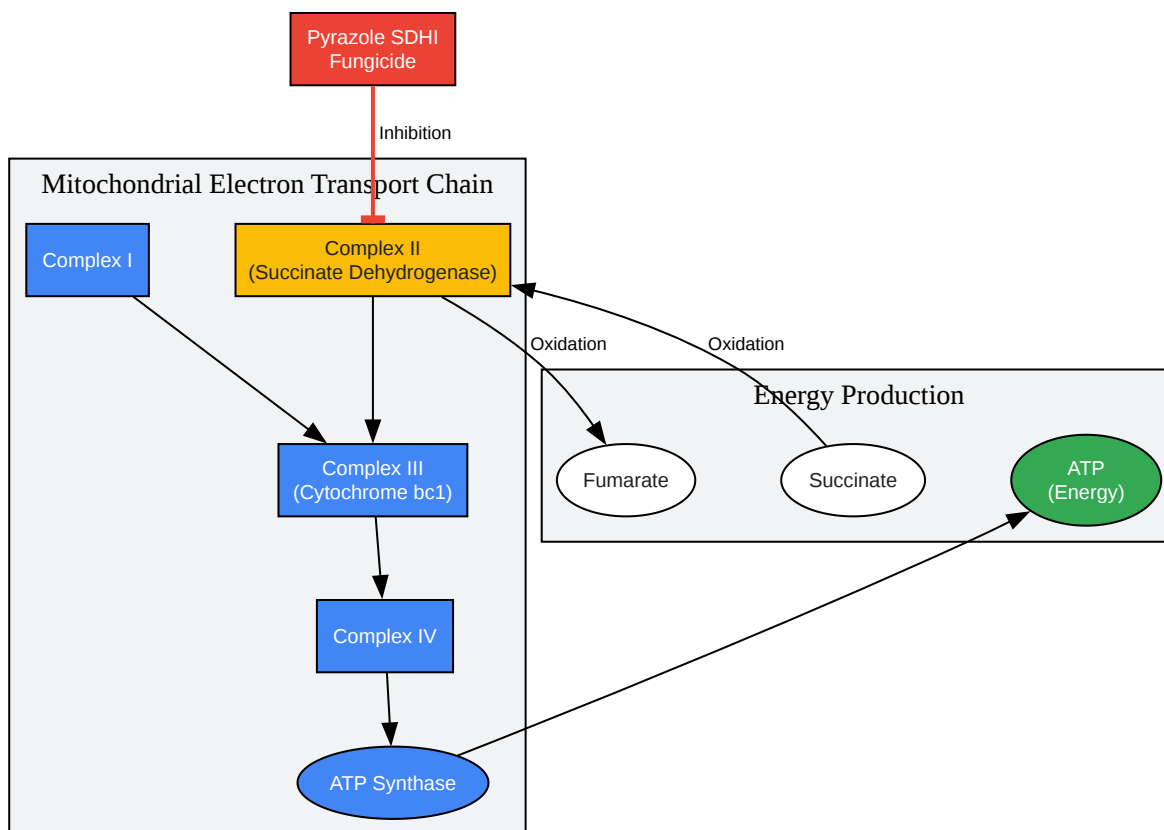 Pyrazole SDHI
Fungicide
Inhibition
Mitochondrial Electron Transport Chain
Complex I
Complex II
(Succinate Dehydrogenase)
Oxidation
Oxidation
Energy Production
Complex III
(Cytochrome bc1)
Fumarate
Succinate
ATP
(Energy)
Complex IV
ATP Synthase